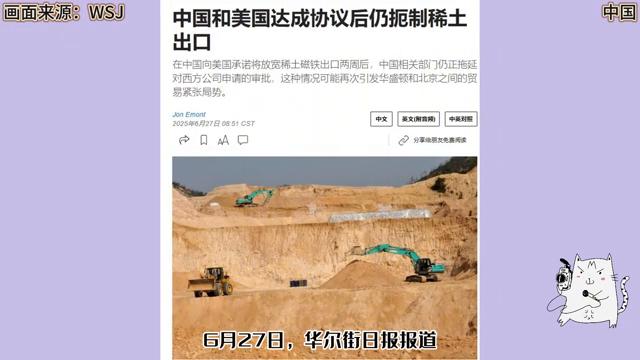 画面来源：WSJ
中国
中国和美国达成协议后仍扼制稀土
出口
在中国向美国承诺将放宽稀土磁铁出口两周后，中国相关部门仍正拖延
对西方公司申请的审批，这种情况可能再次引发华盛顿和北京之间的贸
易紧张局势。
Jon Emont
2025年6月27日 08:51 CST
中文
英文(附音频)
中英对照
分享给朋友免费阅读
6月27日，华尔街日报报道